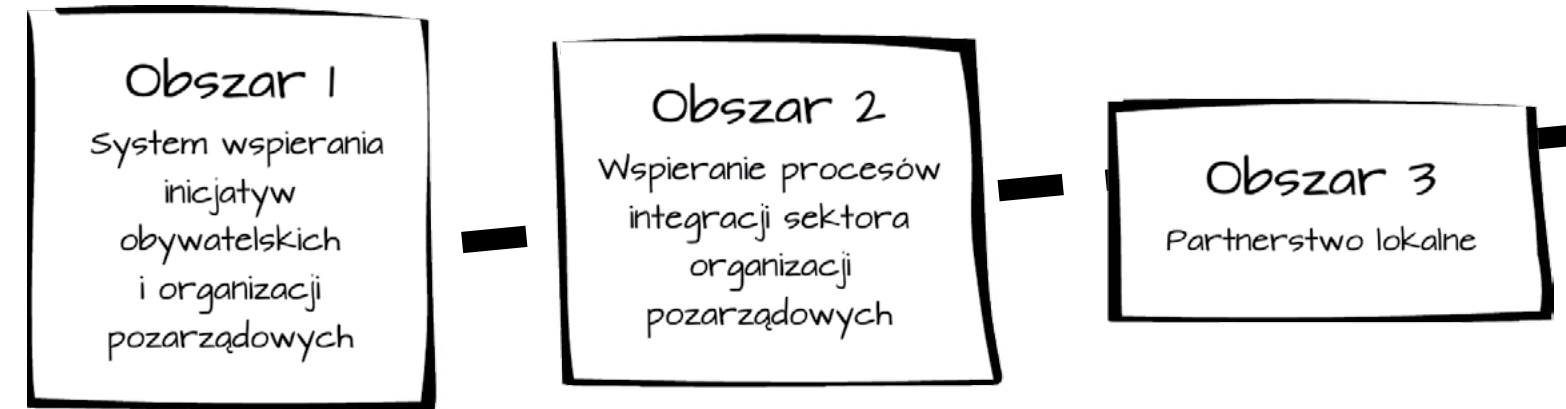 Obszar 1
System wspierania
inicjatyw
obywatelskich
i organizacji
pozarządowych
Obszar 2
Wspieranie procesów
integracji sektora
organizacji
pozarządowych
Obszar 3
Partnerstwo lokalne